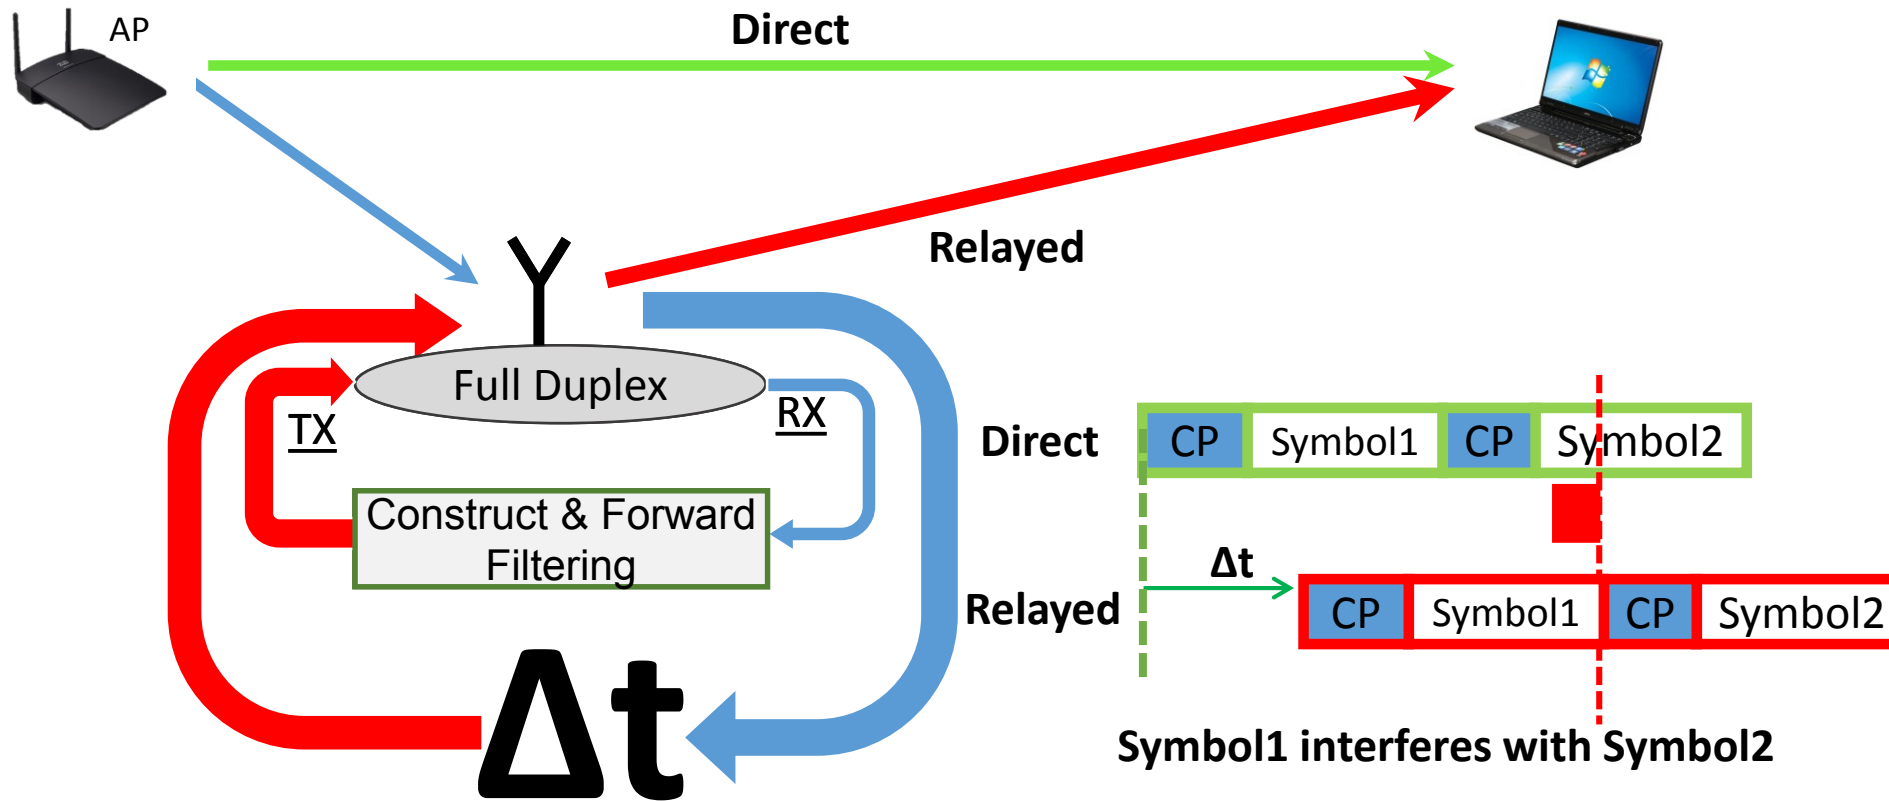 AP
Direct
Relayed
Full Duplex
TX
RX
Construct & Forward
Filtering
Δt
Direct
CP
Symbol1
CP
Symbol2
Δt
Relayed
CP
Symbol1
CP
Symbol2
Symbol1 interferes with Symbol2